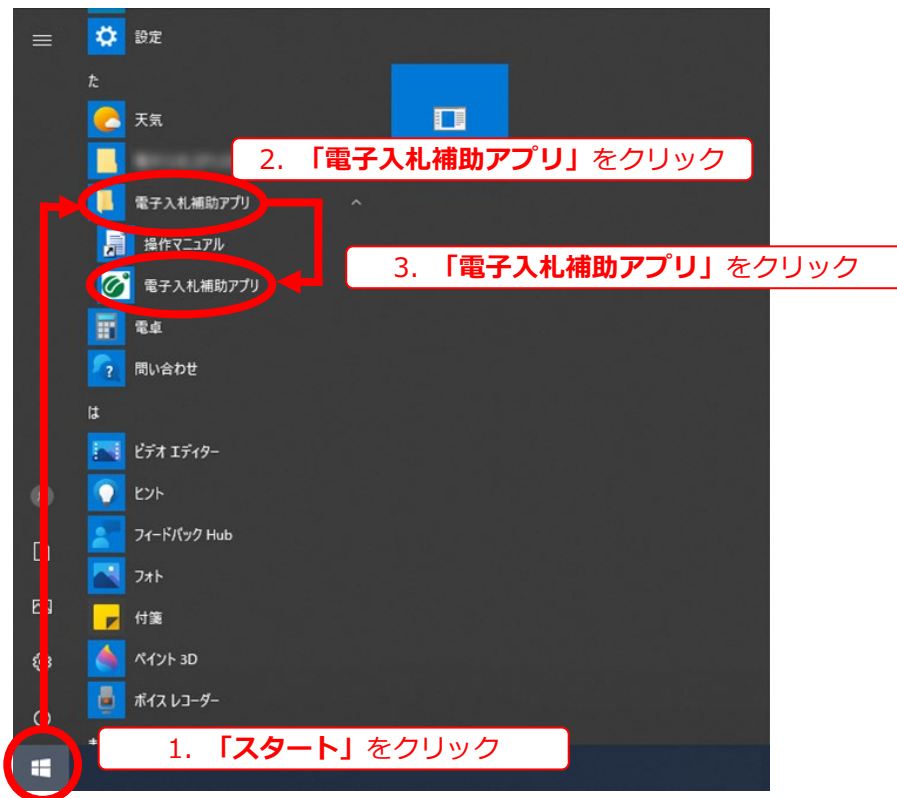 設定
た
天気
2. 「電子入札補助アプリ」をクリック
電子入札補助アプリ
操作マニュアル
3. 「電子入札補助アプリ」をクリック
電子入札補助アプリ
電卓
問い合わせ
は
ビデオ エディター
ヒント
フィードバック Hub
フォト
付箋
ペイント 3D
ボイス レコーダー
1. 「スタート」をクリック